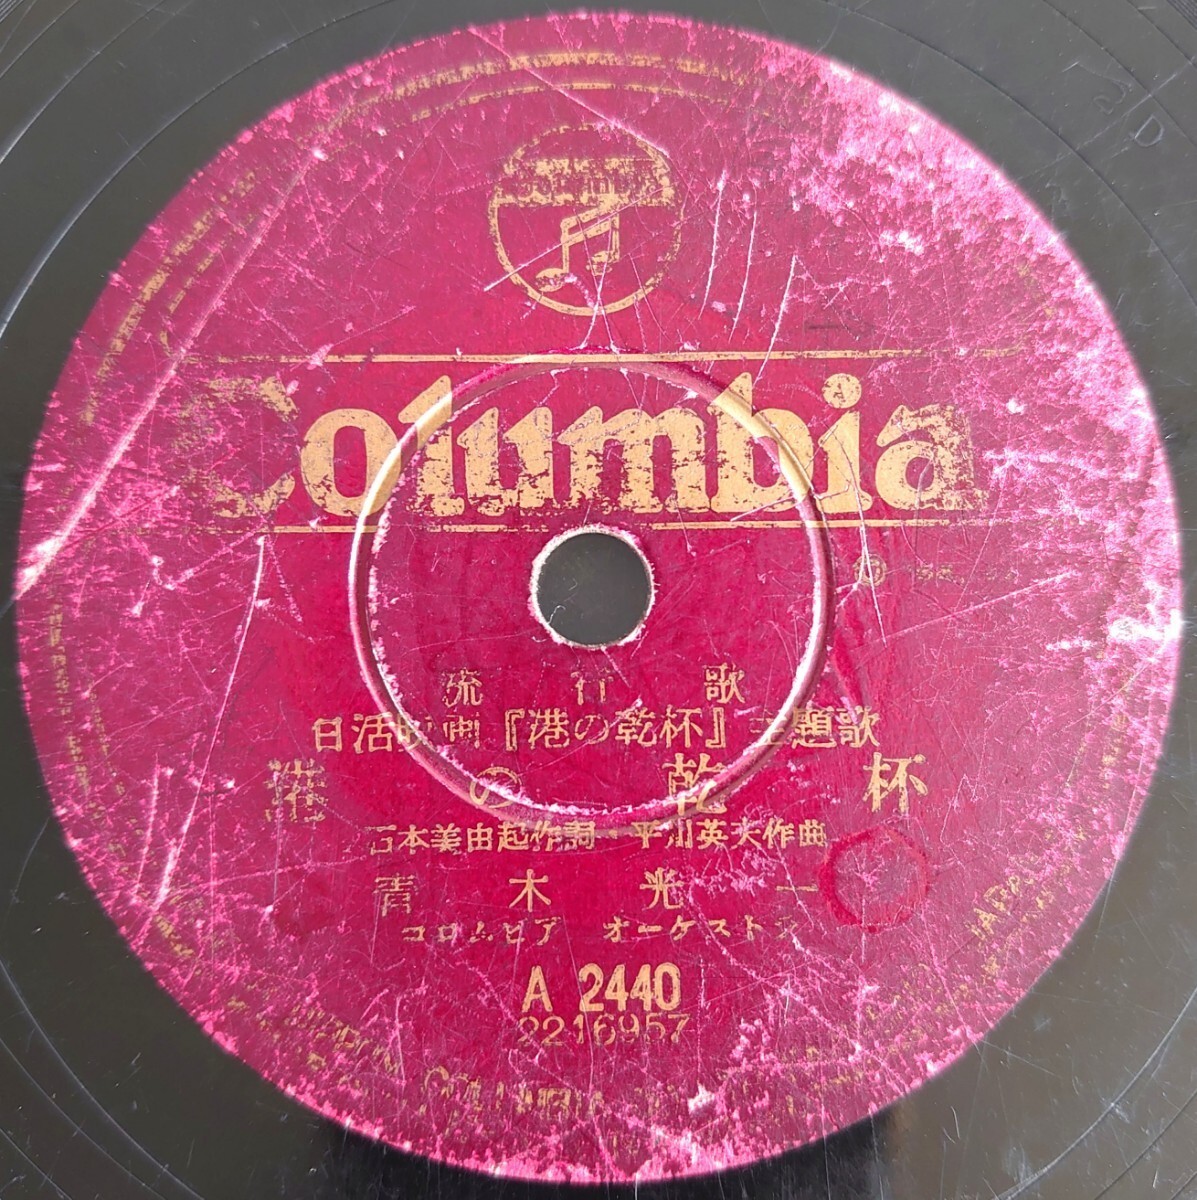 Columbia
Columbia
流行歌
日活映画『港の乾杯』主題歌
港の乾杯
石本美由起作詞・平川英夫作曲
青木光一
コロムビア オーケストラ
A 2440
2216957